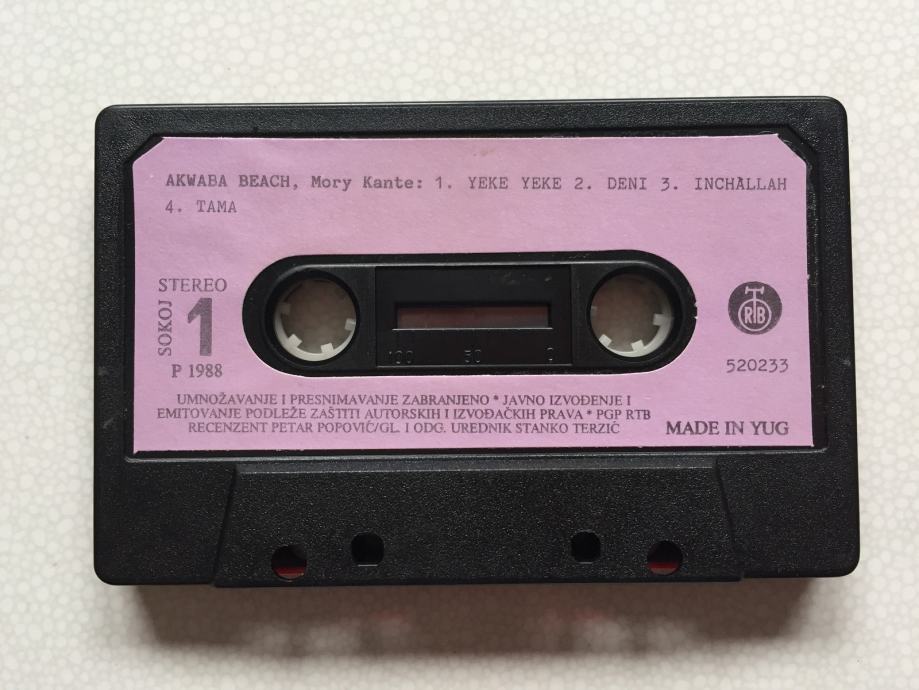 AKWABA BEACH, Mory Kante: 1. YEKE YEKE 2. DENI 3. INCHALLAH
4. TAMA
STEREO
SOKOJ
1
P 1988
RTB
520233
100 50 0
UMNOŽAVANJE I PRESNIMAVANJE ZABRANJENO * JAVNO IZVOĐENJE I
EMITOVANJE PODLEŽE ZAŠTITI AUTORSKIH I IZVOĐAČKIH PRAVA * PGP RTB
RECENZENT PETAR POPOVIĆ/GL. I ODG. UREDNIK STANKO TERZIĆ
MADE IN YUG